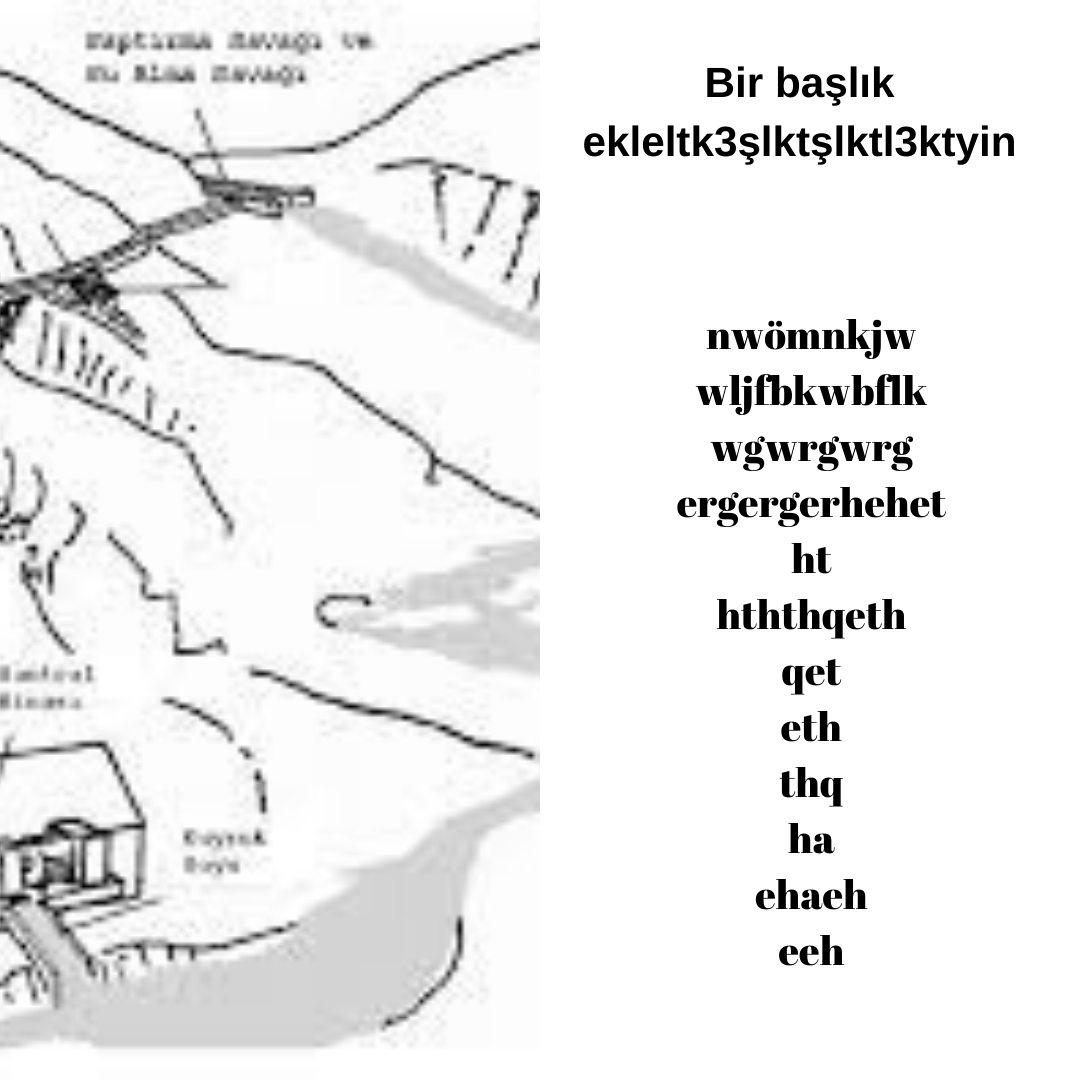 Saptırma Savağı ve
Su Alma Savağı
Bir başlık
ekleltk3şlktşlktl3ktyin
nwömnkjw
wljfbkwbflk
wgwrgwrg
ergergerhehet
ht
hththqeth
qet
eth
thq
ha
ehaeh
eeh
Santral
Binası
Kuyruk
Suyu